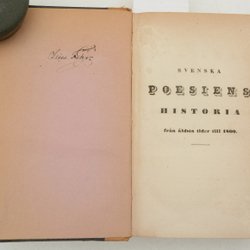 SVENSKA
POESIENS
HISTORIA
från äldsta tider till 1800.